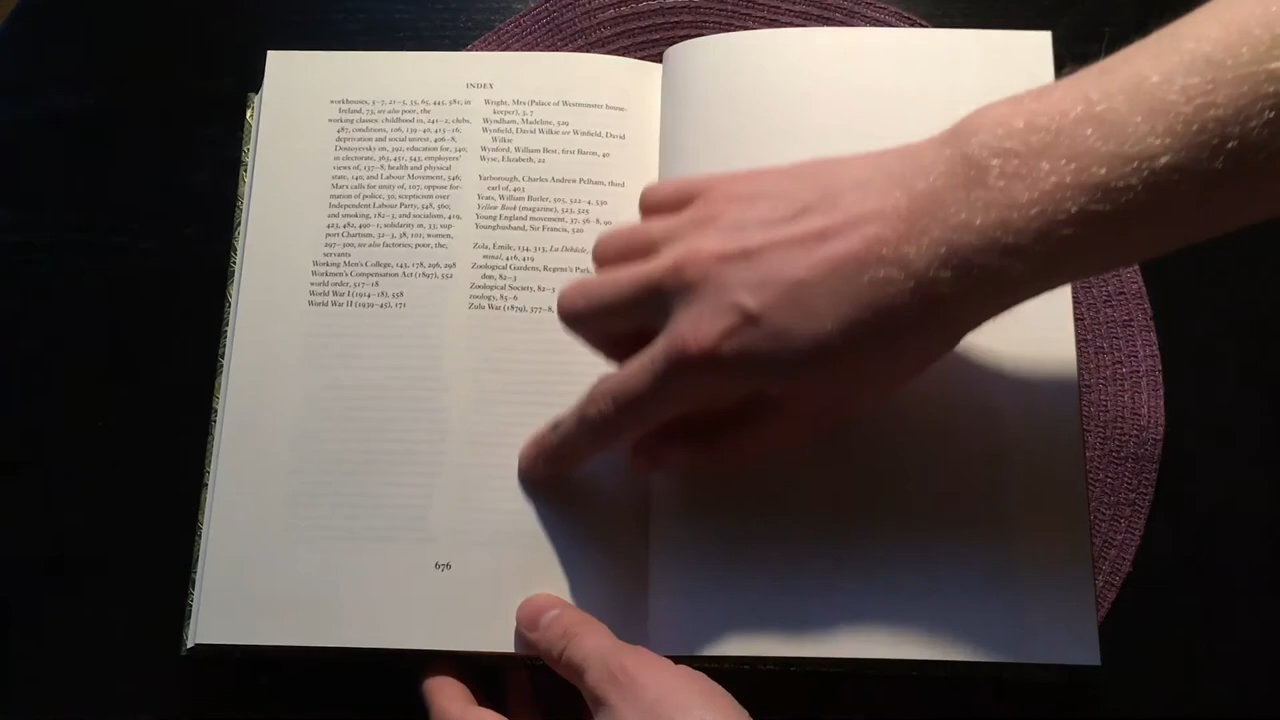 INDEX
workhouses, 5–7, 21–5, 35, 65, 445, 581; in
Ireland, 73; see also poor, the
working classes: childhood in, 241–2; clubs,
487; conditions, 106, 139–40, 415–16;
deprivation and social unrest, 406–8;
Dostoyevsky on, 392; education for, 340;
in electorate, 363, 451, 543; employers'
views of, 137–8; health and physical
state, 140; and Labour Movement, 546;
Marx calls for unity of, 107; oppose for-
mation of police, 30; scepticism over
Independent Labour Party, 548, 560;
and smoking, 182–3; and socialism, 419,
423, 482, 490–1; solidarity in, 33; sup-
port Chartism, 32–3, 38, 101; women,
297–300; see also factories; poor, the;
servants
Working Men's College, 143, 178, 296, 298
Workmen's Compensation Act (1897), 552
world order, 517–18
World War I (1914–18), 558
World War II (1939–45), 171
Wright, Mrs (Palace of Westminster house-
keeper), 3, 7
Wyndham, Madeline, 529
Wynfield, David Wilkie see Winfield, David
Wilkie
Wynford, William Best, first Baron, 40
Wyse, Elizabeth, 22
Yarborough, Charles Andrew Pelham, third
earl of, 403
Yeats, William Butler, 505, 522–4, 530
Yellow Book (magazine), 523, 525
Young England movement, 37, 56–8, 90
Younghusband, Sir Francis, 520
Zola, Émile, 134, 313; La Debâcle,
minal, 416, 419
Zoological Gardens, Regent's Park,
don, 82–3
Zoological Society, 82–3
zoology, 85–6
Zulu War (1879), 377–8,
676